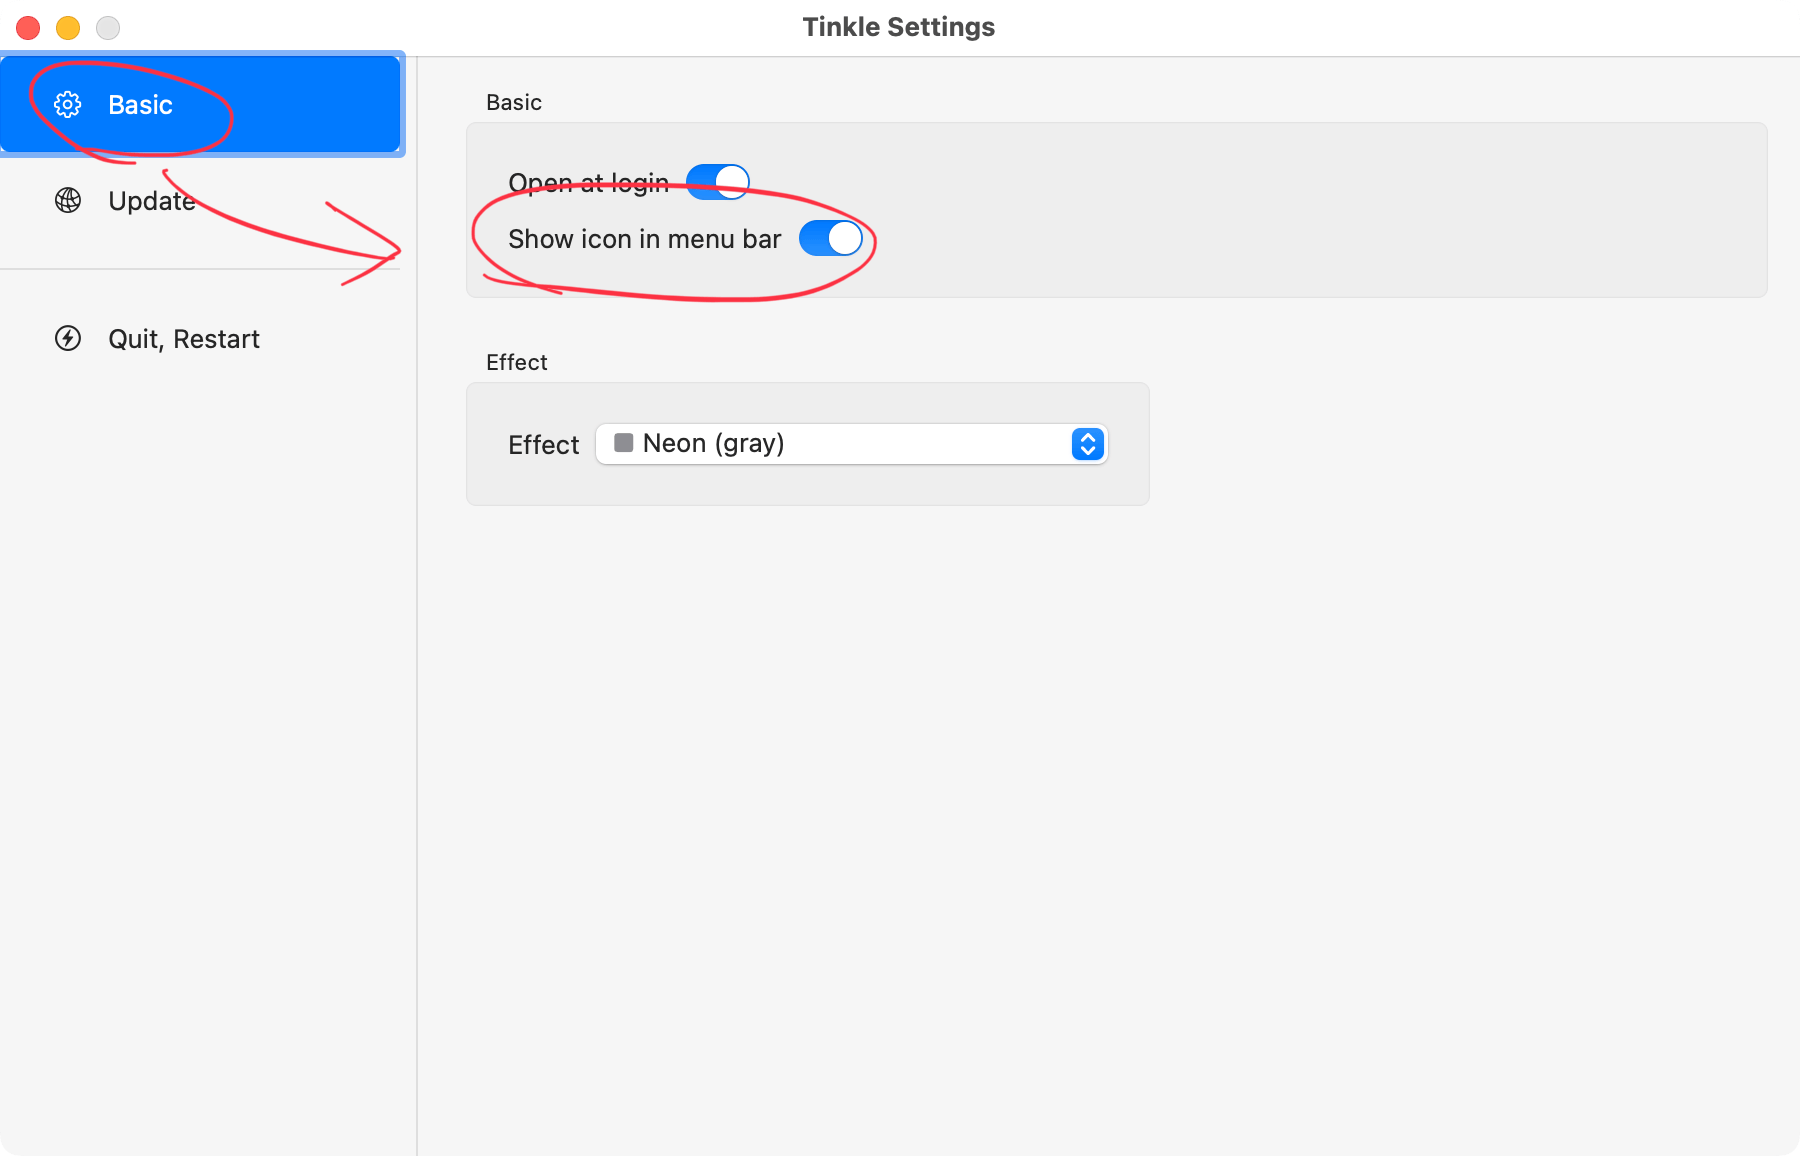 Tinkle Settings
Basic
Update
Quit, Restart
Basic
Open at login
Show icon in menu bar
Effect
Effect Neon (gray)